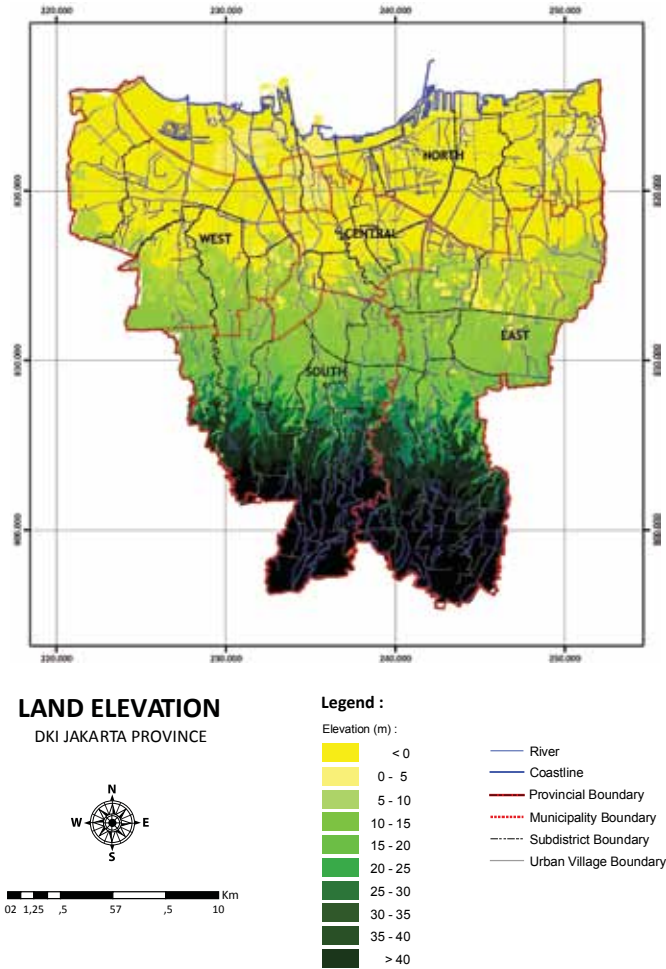 220.000 230.000 240.000 250.000
NORTH
WEST
CENTRAL
EAST
SOUTH
220.000 230.000 240.000 250.000
LAND ELEVATION
DKI JAKARTA PROVINCE
N
W E
S
Km
02 1,25 ,5 57 ,5 10
Legend :
Elevation (m) :
< 0
0 - 5
5 - 10
10 - 15
15 - 20
20 - 25
25 - 30
30 - 35
35 - 40
> 40
River
Coastline
Provincial Boundary
Municipality Boundary
Subdistrict Boundary
Urban Village Boundary